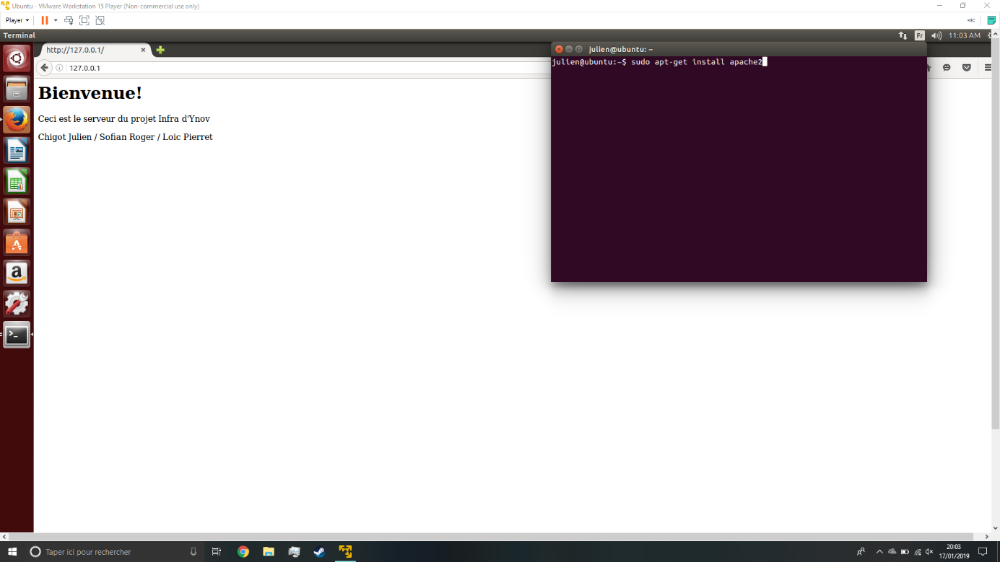 Ubuntu - VMware Workstation 15 Player (Non-commercial use only)
Player
Terminal
Fr
11:03 AM
http://127.0.0.1/
julien@ubuntu: ~
127.0.0.1
julien@ubuntu:~$ sudo apt-get install apache2
Bienvenue!
Ceci est le serveur du projet Infra d'Ynov
Chigot Julien / Sofian Roger / Loic Pierret
Taper ici pour rechercher
20:03
17/01/2019